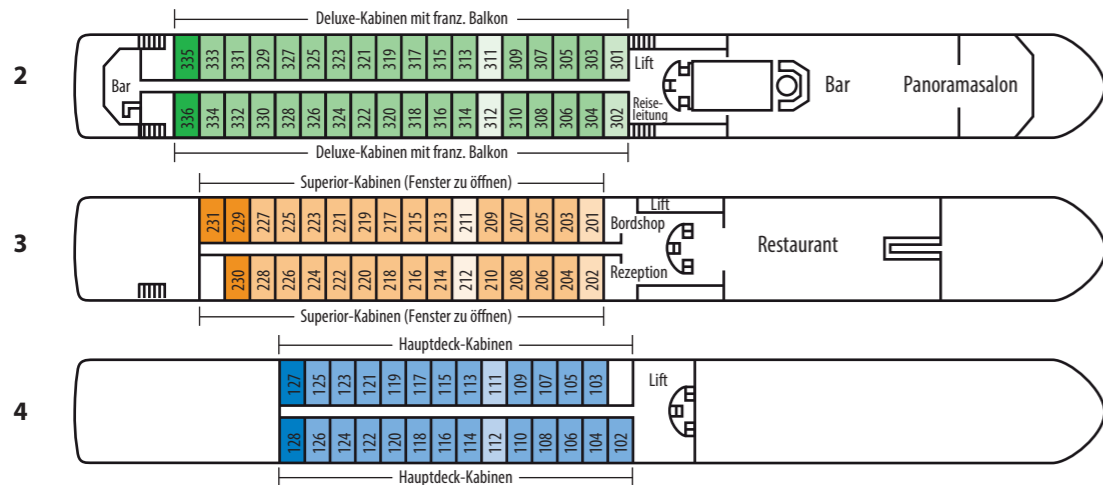 Deluxe-Kabinen mit franz. Balkon
2
335 333 331 329 327 325 323 321 319 317 315 313 311 309 307 305 303 301
Lift
Bar
Bar
Panoramasalon
Reise-
leitung
336 334 332 330 328 326 324 322 320 318 316 314 312 310 308 306 304 302
Deluxe-Kabinen mit franz. Balkon
Superior-Kabinen (Fenster zu öffnen)
3
231 229 227 225 223 221 219 217 215 213 211 209 207 205 203 201
Lift
Bordshop
Restaurant
Rezeption
230 228 226 224 222 220 218 216 214 212 210 208 206 204 202
Superior-Kabinen (Fenster zu öffnen)
Hauptdeck-Kabinen
4
127 125 123 121 119 117 115 113 111 109 107 105 103
Lift
128 126 124 122 120 118 116 114 112 110 108 106 104 102
Hauptdeck-Kabinen